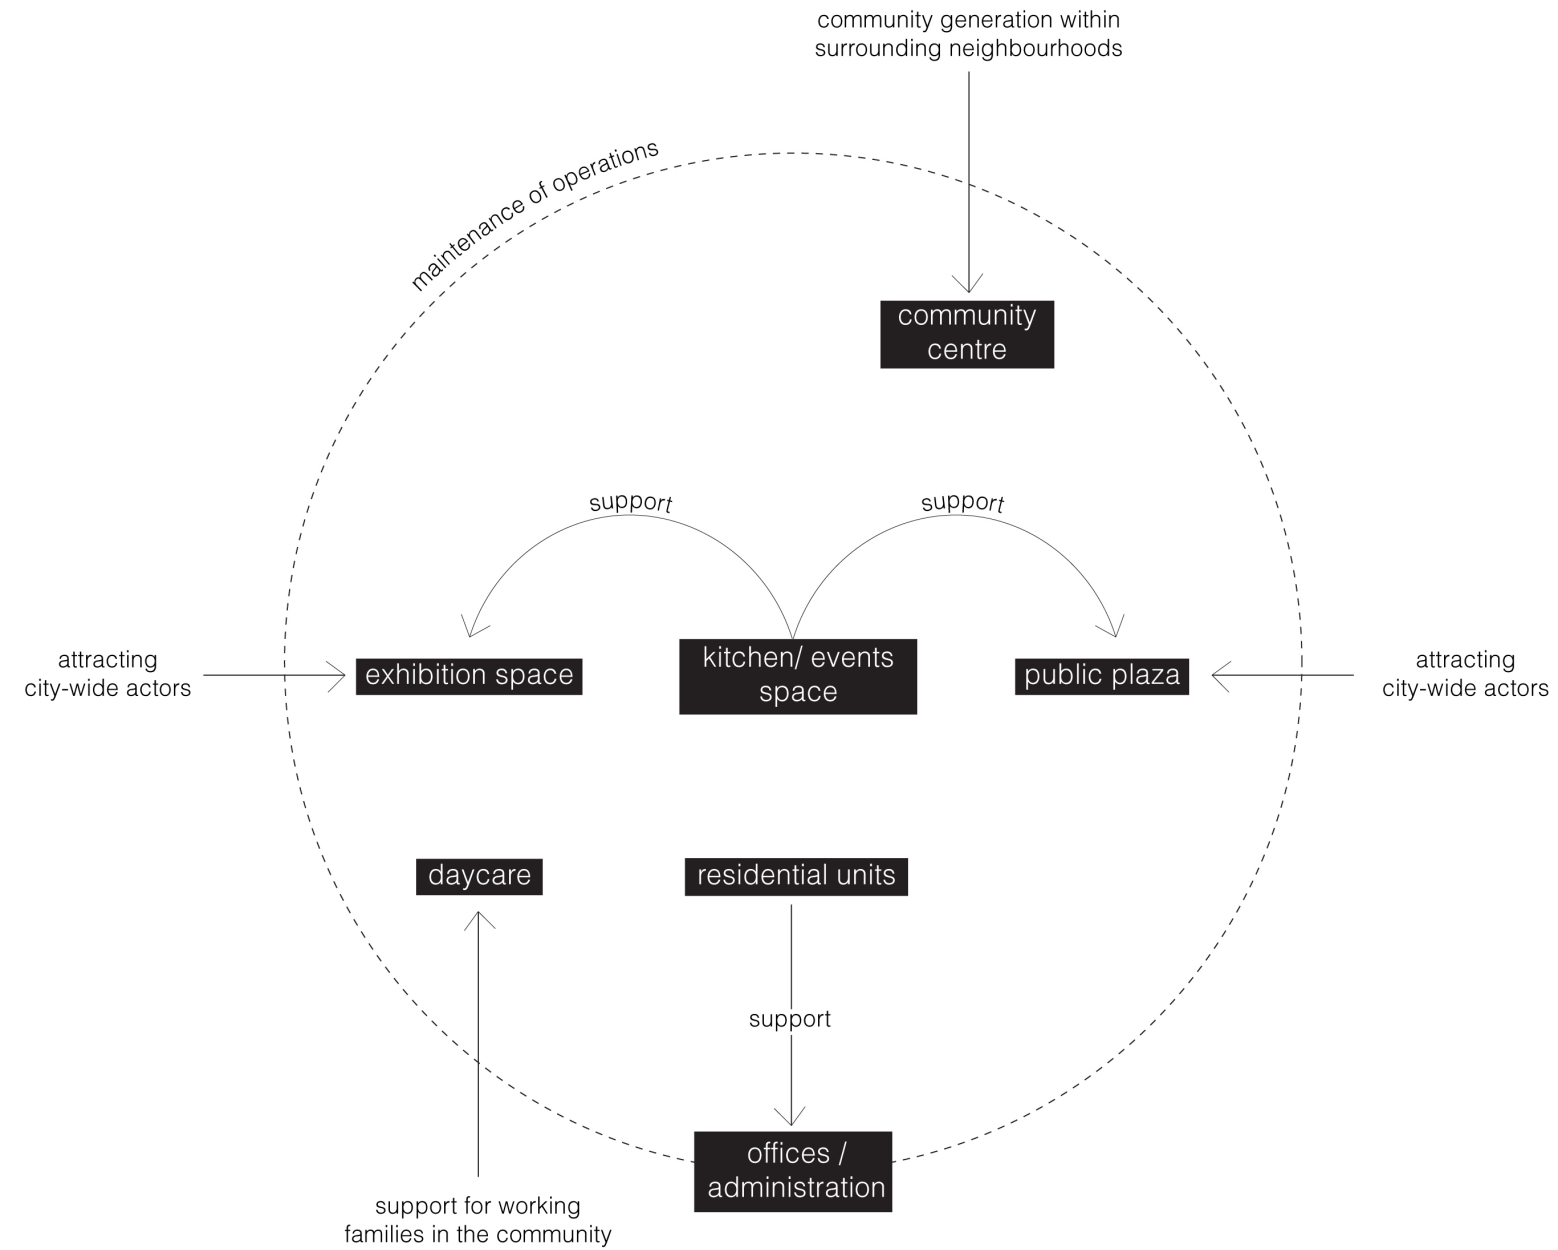 community generation within
surrounding neighbourhoods
maintenance of operations
community
centre
support
support
attracting
city-wide actors
exhibition space
kitchen/ events
space
public plaza
attracting
city-wide actors
daycare
residential units
support
offices /
administration
support for working
families in the community